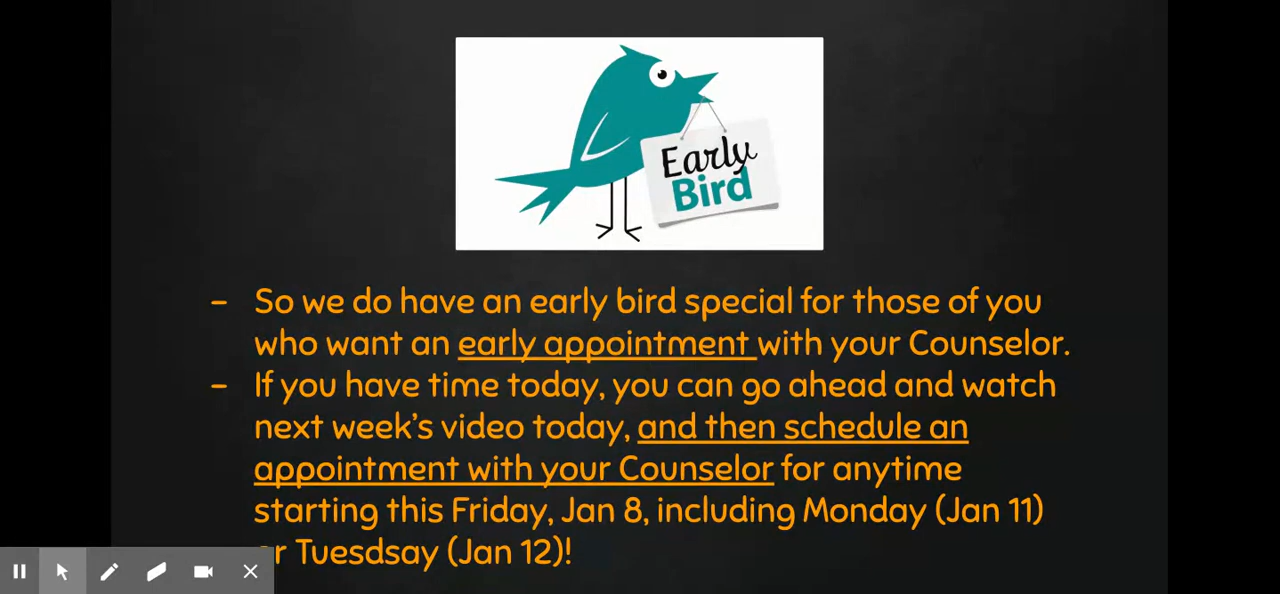 Early
Bird
- So we do have an early bird special for those of you
who want an early appointment with your Counselor.
- If you have time today, you can go ahead and watch
next week's video today, and then schedule an
appointment with your Counselor for anytime
starting this Friday, Jan 8, including Monday (Jan 11)
or Tuesdsay (Jan 12)!